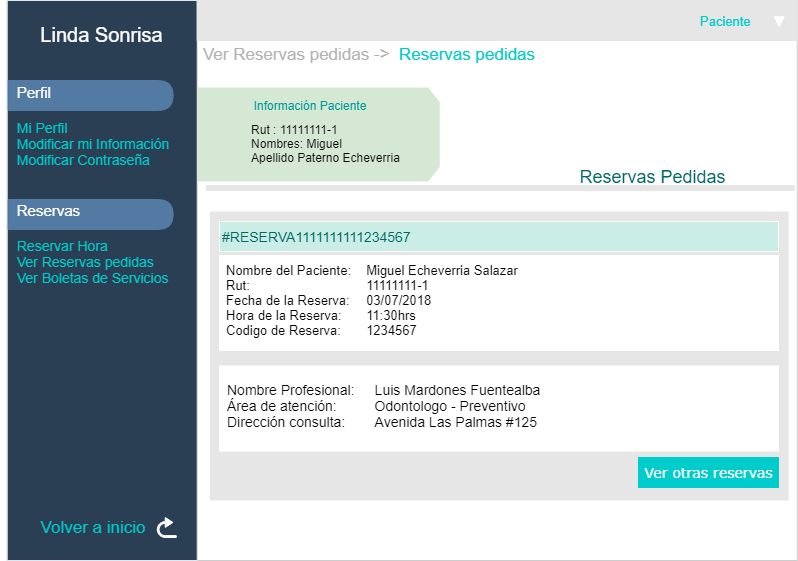 Linda Sonrisa
Paciente
Ver Reservas pedidas -> Reservas pedidas
Perfil
Mi Perfil
Modificar mi Información
Modificar Contraseña
Reservas
Reservar Hora
Ver Reservas pedidas
Ver Boletas de Servicios
Volver a inicio
Información Paciente
Rut : 11111111-1
Nombres: Miguel
Apellido Paterno Echeverria
Reservas Pedidas
#RESERVA1111111111234567
Nombre del Paciente: Miguel Echeverria Salazar
Rut: 11111111-1
Fecha de la Reserva: 03/07/2018
Hora de la Reserva: 11:30hrs
Codigo de Reserva: 1234567
Nombre Profesional: Luis Mardones Fuentealba
Área de atención: Odontologo - Preventivo
Dirección consulta: Avenida Las Palmas #125
Ver otras reservas